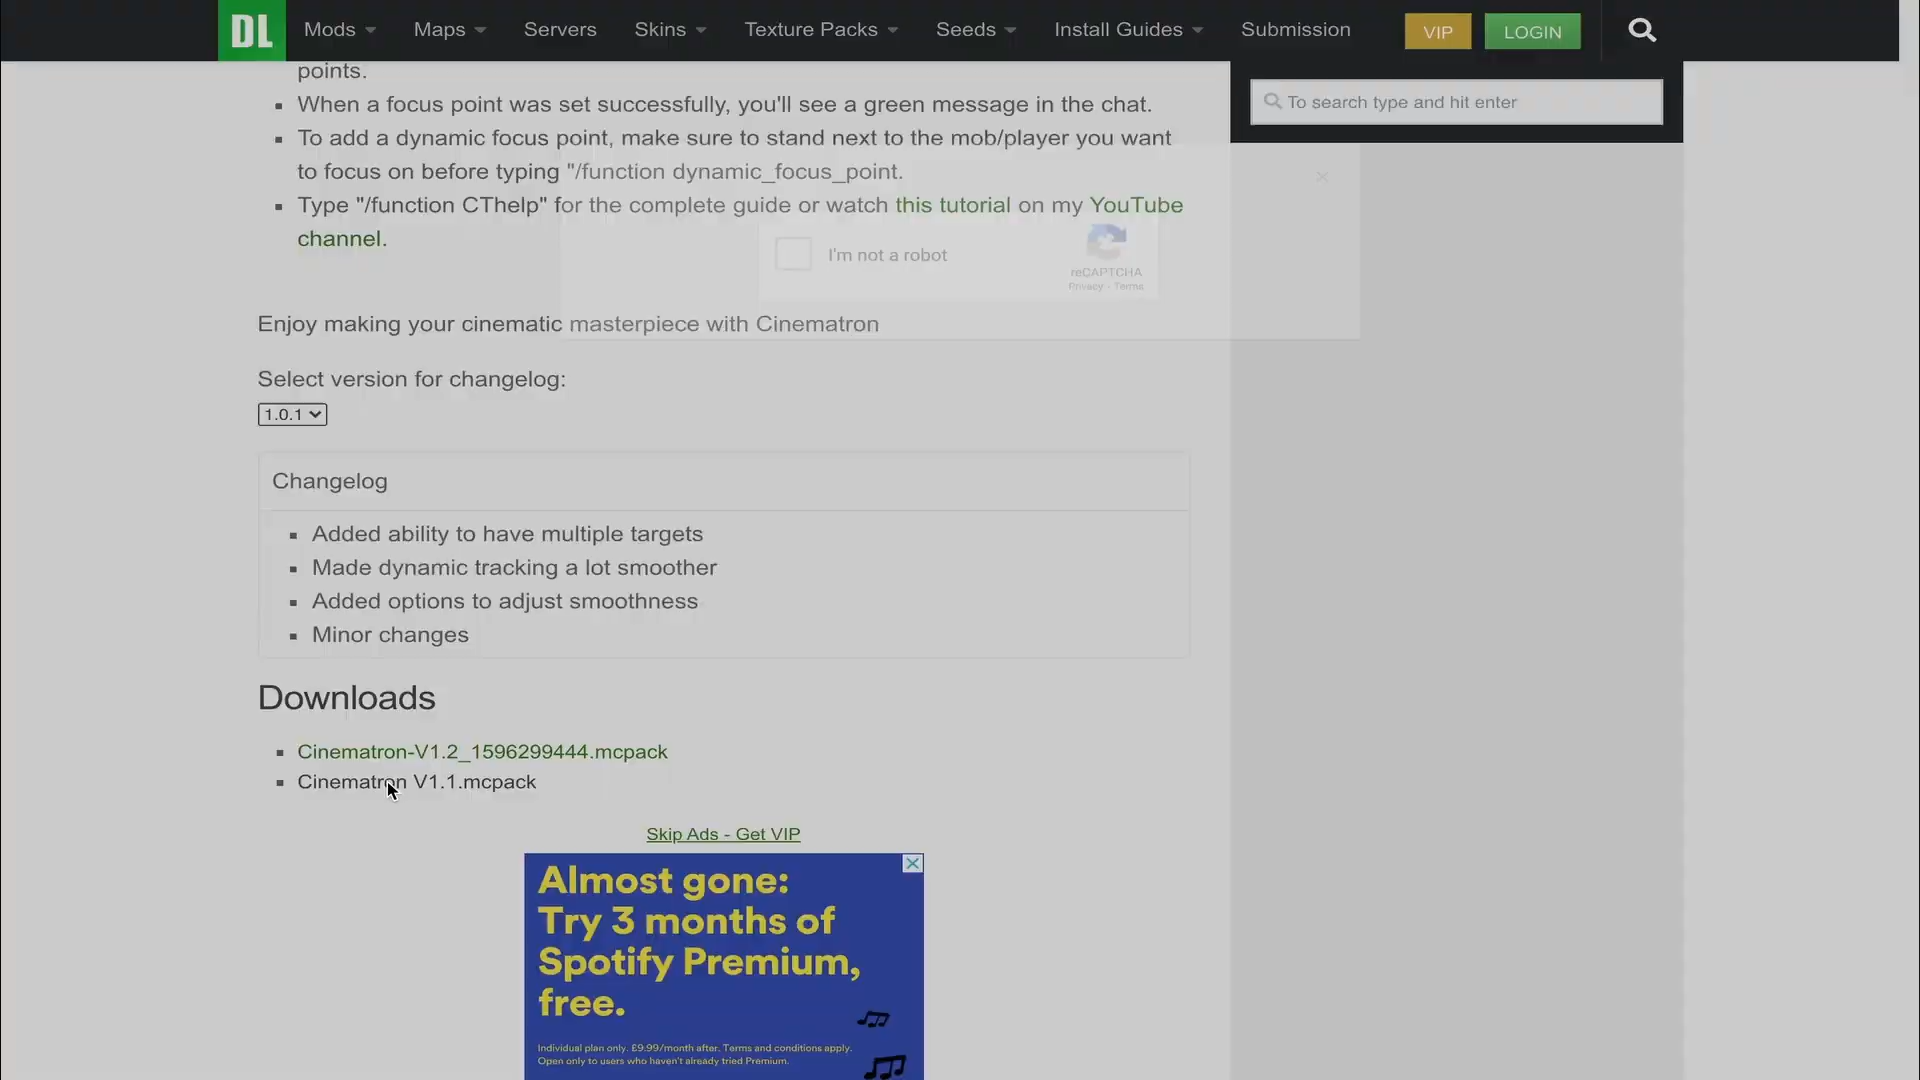 DL Mods Maps Servers Skins Texture Packs Seeds Install Guides Submission VIP LOGIN
To search type and hit enter
points.
When a focus point was set successfully, you'll see a green message in the chat.
To add a dynamic focus point, make sure to stand next to the mob/player you want
to focus on before typing "/function dynamic_focus_point.
Type "/function CThelp" for the complete guide or watch this tutorial on my YouTube
channel.
I'm not a robot
reCAPTCHA
Privacy - Terms
Enjoy making your cinematic masterpiece with Cinematron
Select version for changelog:
1.0.1
Changelog
Added ability to have multiple targets
Made dynamic tracking a lot smoother
Added options to adjust smoothness
Minor changes
Downloads
Cinematron-V1.2_1596299444.mcpack
Cinematron V1.1.mcpack
Skip Ads - Get VIP
Almost gone:
Try 3 months of
Spotify Premium,
free.
Individual plan only. £9.99/month after. Terms and conditions apply.
Open only to users who haven't already tried Premium.